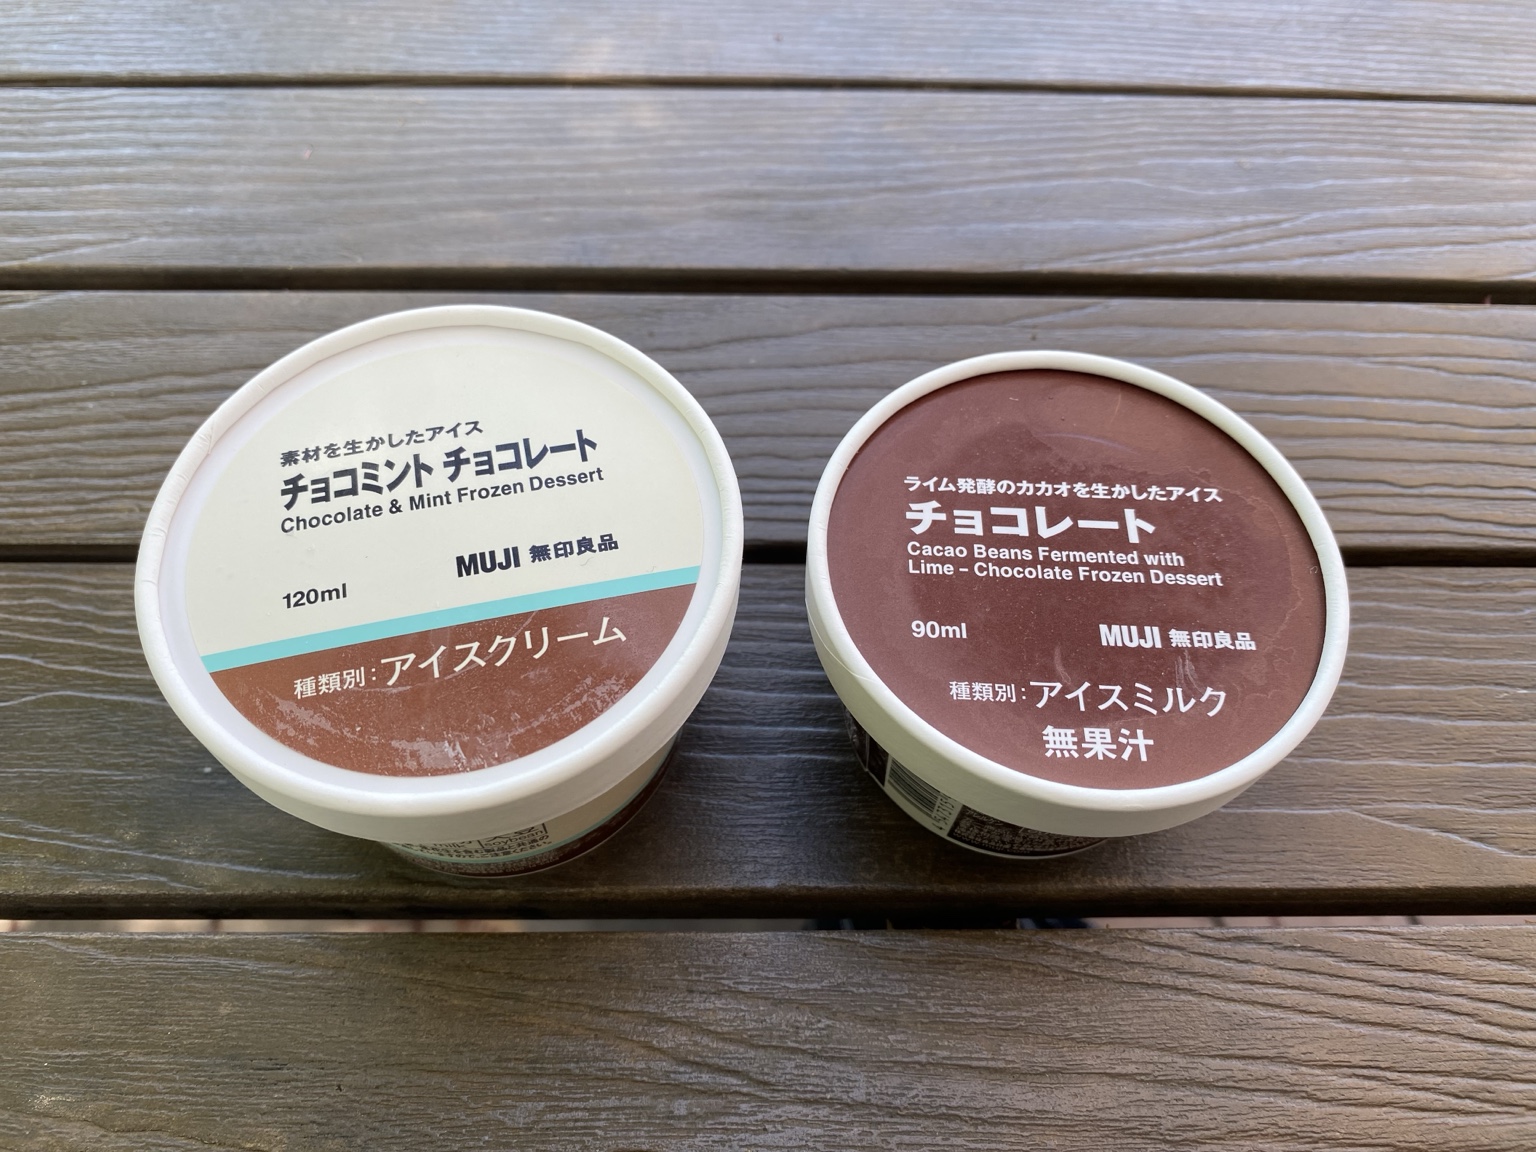 素材を生かしたアイス
チョコミント チョコレート
Chocolate & Mint Frozen Dessert
MUJI 無印良品
120ml
種類別：アイスクリーム
大豆
soybean
ライム発酵のカカオを生かしたアイス
チョコレート
Cacao Beans Fermented with
Lime – Chocolate Frozen Dessert
90ml
MUJI 無印良品
種類別：アイスミルク
無果汁